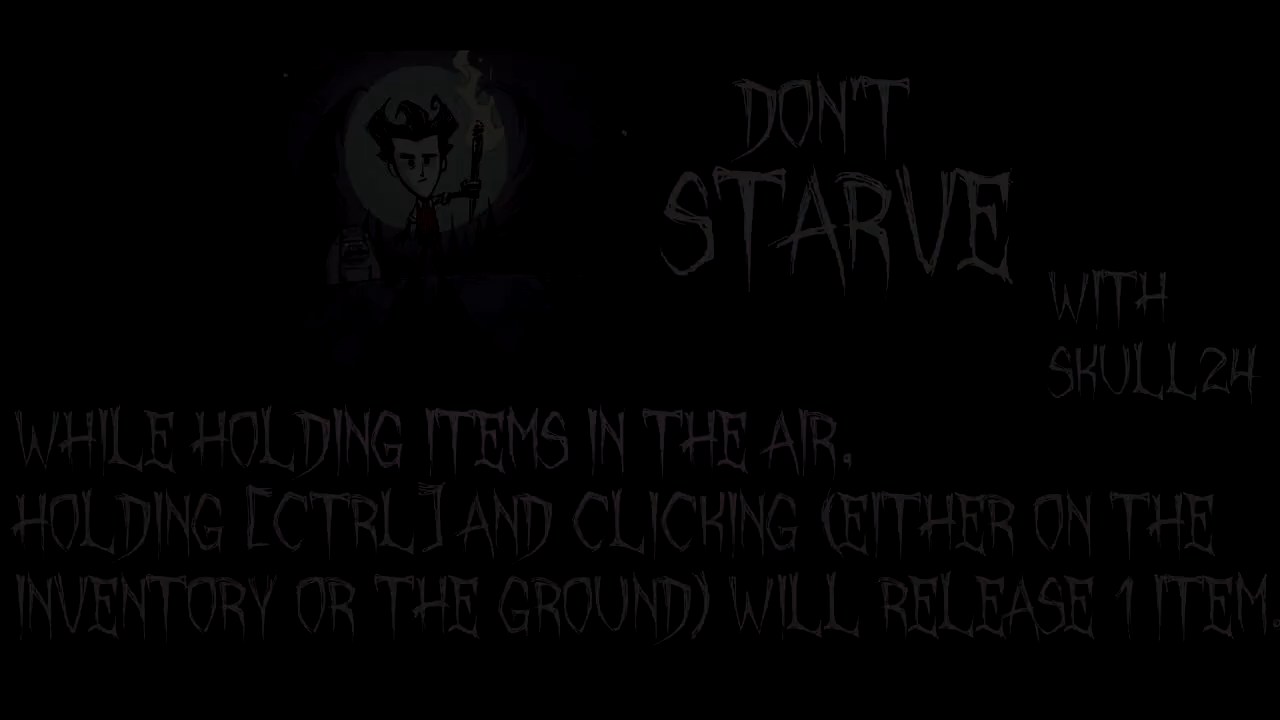 DON'T
STARVE
WITH
SKULL24
WHILE HOLDING ITEMS IN THE AIR.
HOLDING [CTRL] AND CLICKING (EITHER ON THE
INVENTORY OR THE GROUND) WILL RELEASE 1 ITEM.